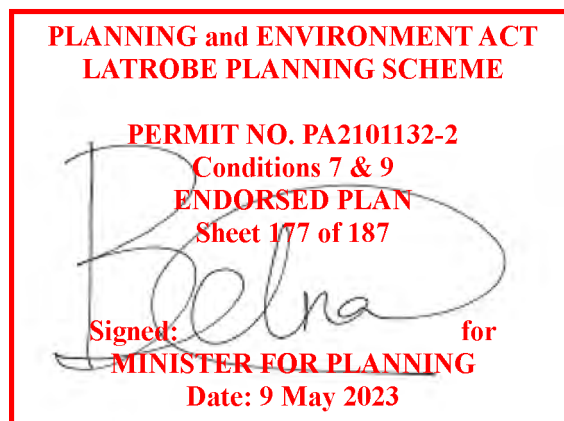 PLANNING and ENVIRONMENT ACT
LATROBE PLANNING SCHEME
PERMIT NO. PA2101132-2
Conditions 7 & 9
ENDORSED PLAN
Sheet 177 of 187
Signed: for
MINISTER FOR PLANNING
Date: 9 May 2023